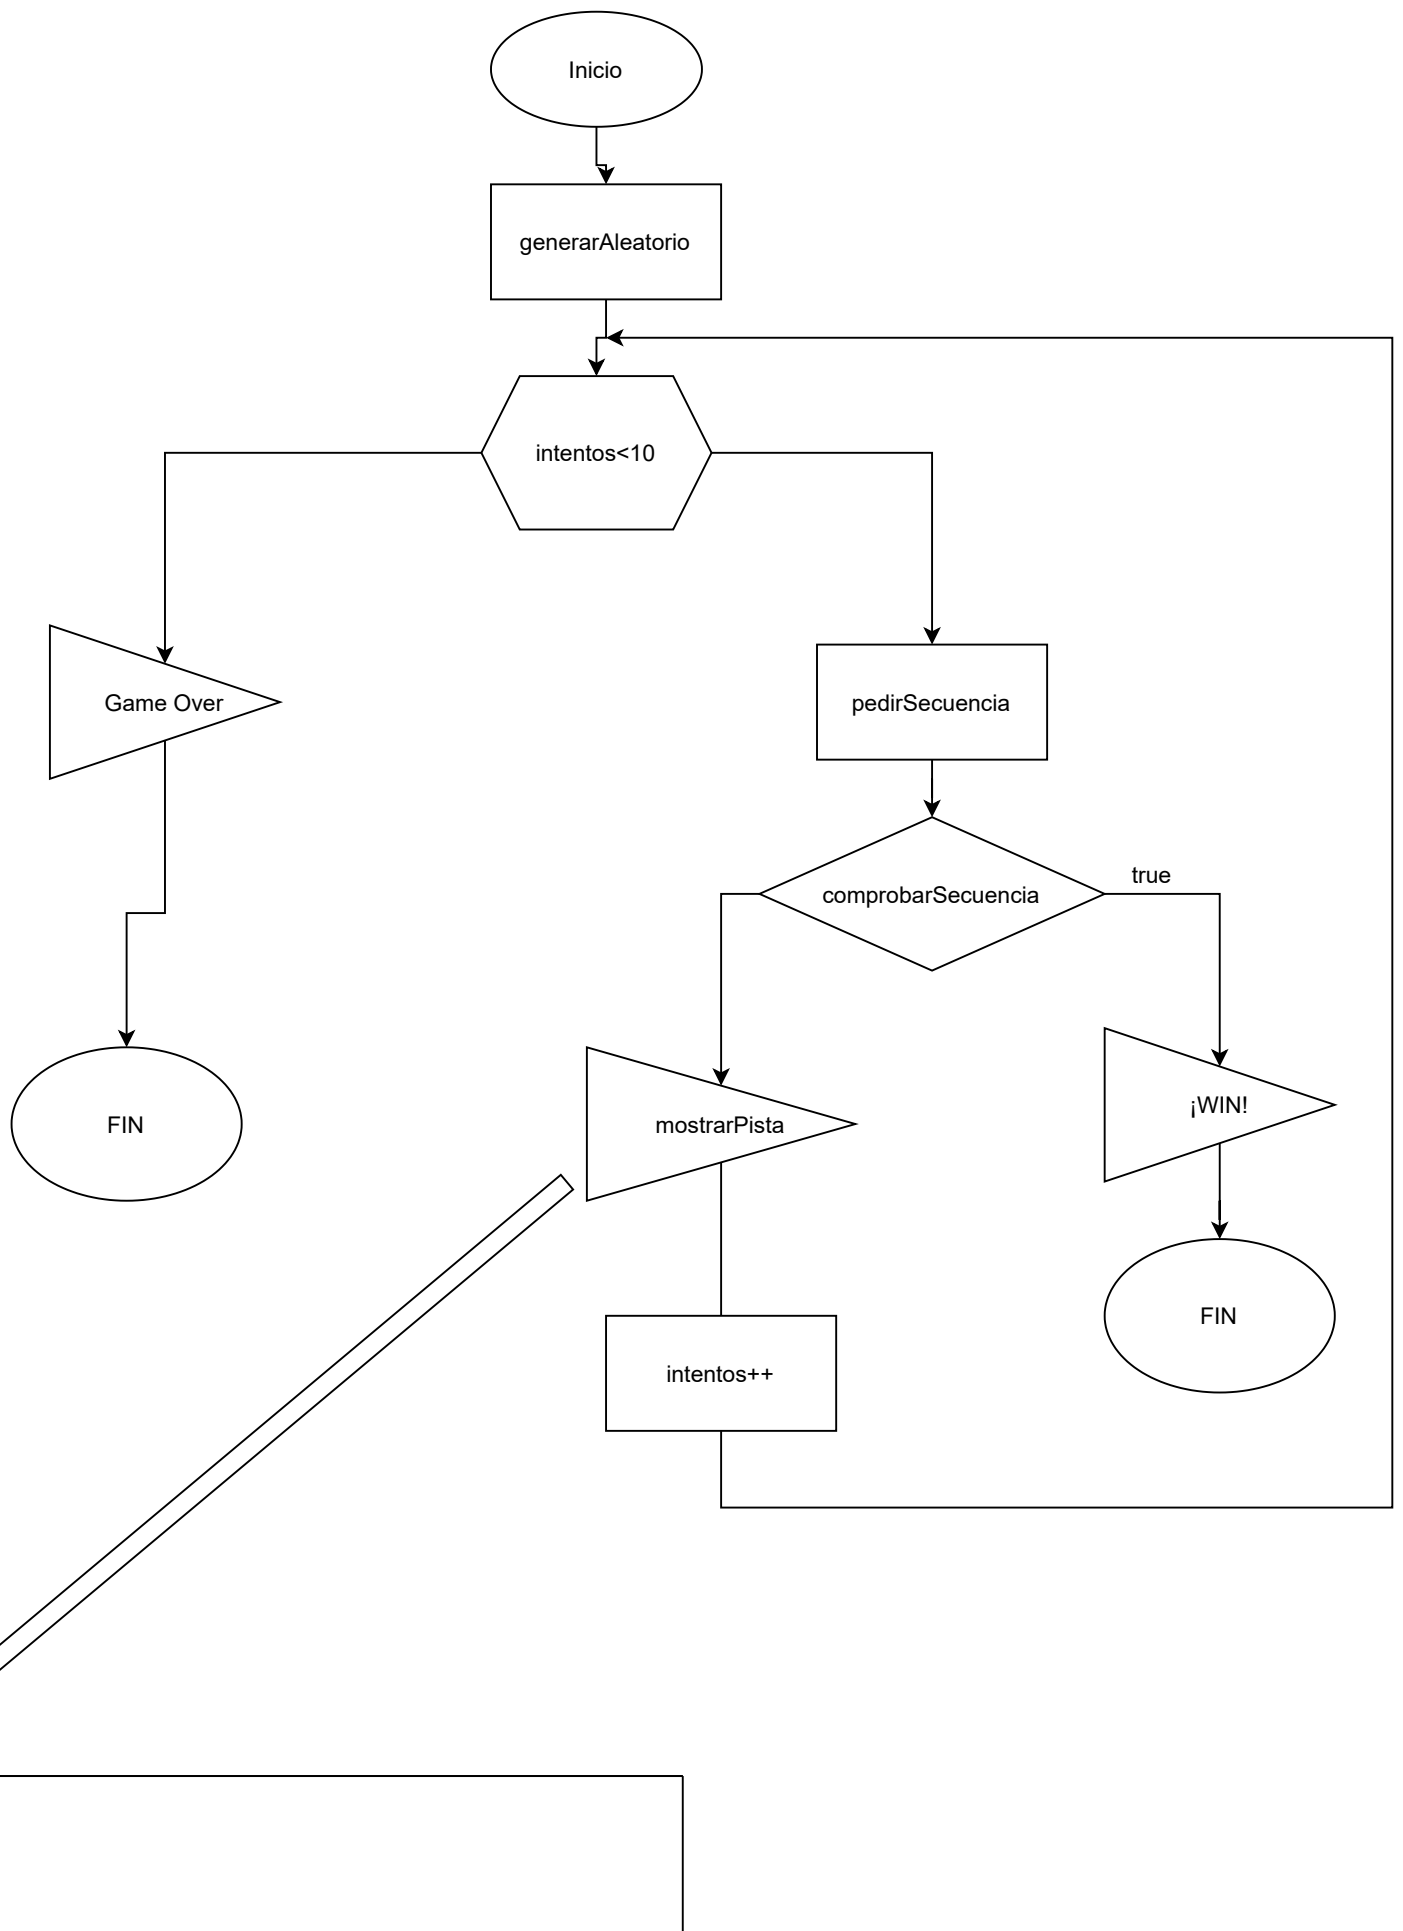 Inicio
generarAleatorio
intentos<10
Game Over
pedirSecuencia
comprobarSecuencia
true
mostrarPista
¡WIN!
FIN
FIN
intentos++